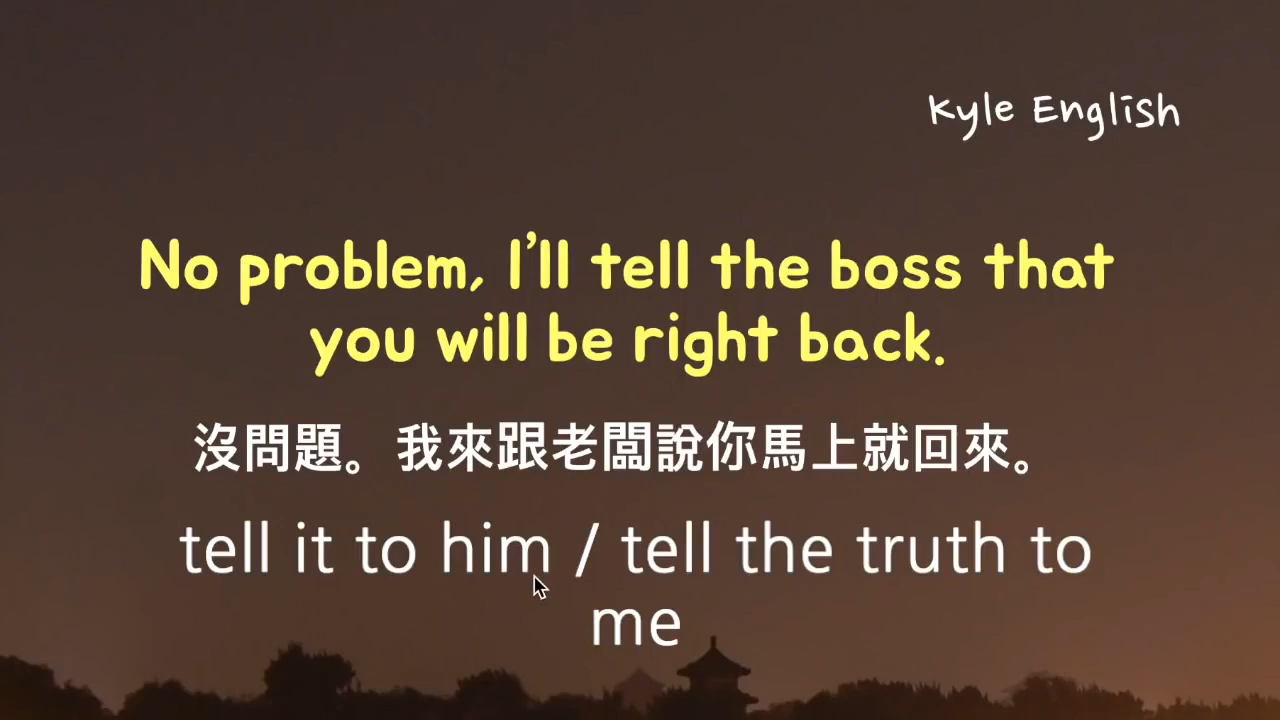 Kyle English
No problem, I'll tell the boss that
you will be right back.
沒問題。我來跟老闆說你馬上就回來。
tell it to him / tell the truth to
me